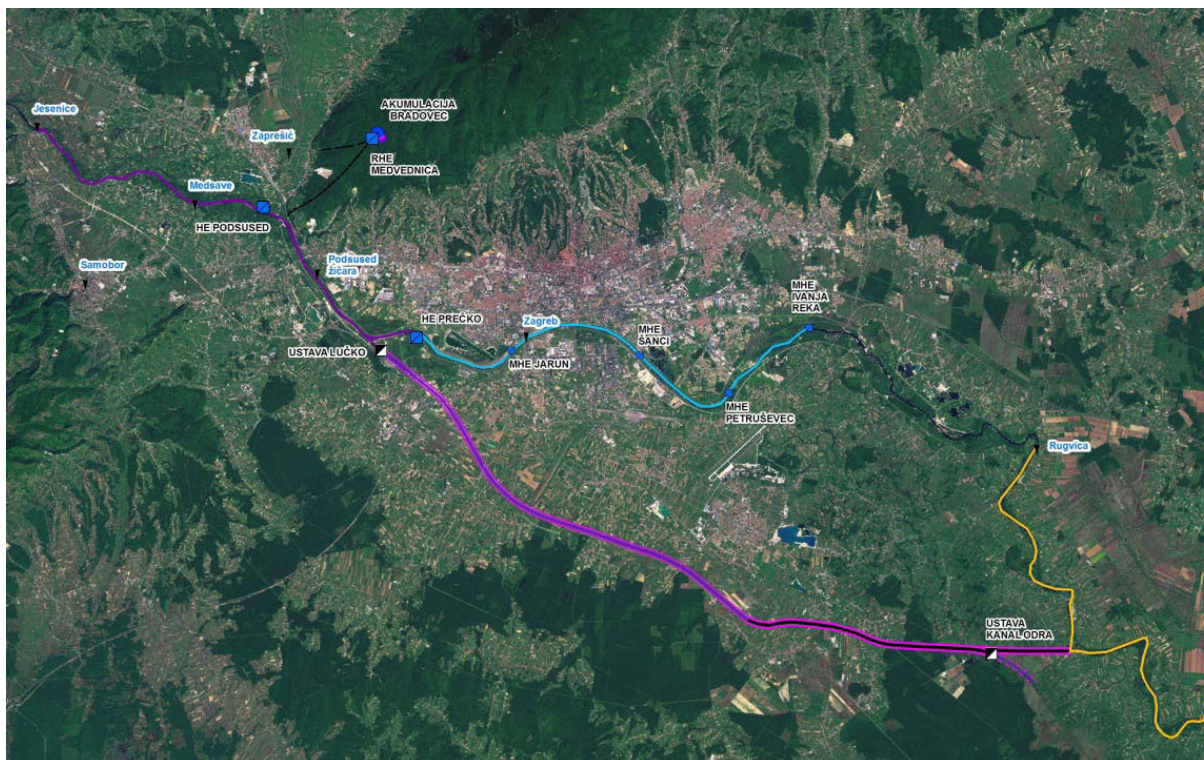 Jesenice
AKUMULACIJA
BRADOVEC
Zaprešić
RHE
MEDVEDNICA
Medsave
HE PODSUSED
Samobor
Podsused
žičara
HE PREČKO
MHE
IVANJA
REKA
Zagreb
USTAVA LUČKO
MHE JARUN
MHE
ŠANCI
MHE
PETRUŠEVEC
Rugvica
USTAVA
KANAL ODRA